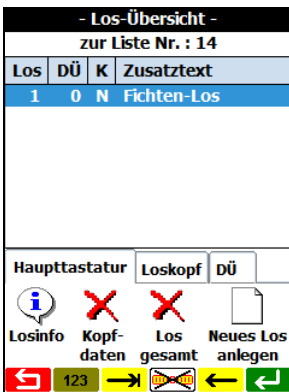 - Los-Übersicht -
zur Liste Nr. : 14
Los DÜ K Zusatztext
1 0 N Fichten-Los
Haupttastatur Loskopf DÜ
Losinfo Kopf- Los Neues Los
daten gesamt anlegen
123